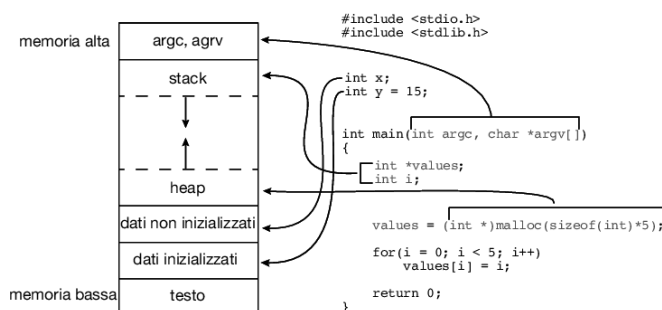 memoria alta
argc, agrv
stack
heap
dati non inizializzati
dati inizializzati
memoria bassa
testo
#include <stdio.h>
#include <stdlib.h>
int x;
int y = 15;
int main(int argc, char *argv[])
{
int *values;
int i;
values = (int *)malloc(sizeof(int)*5);
for(i = 0; i < 5; i++)
values[i] = i;
return 0;
}